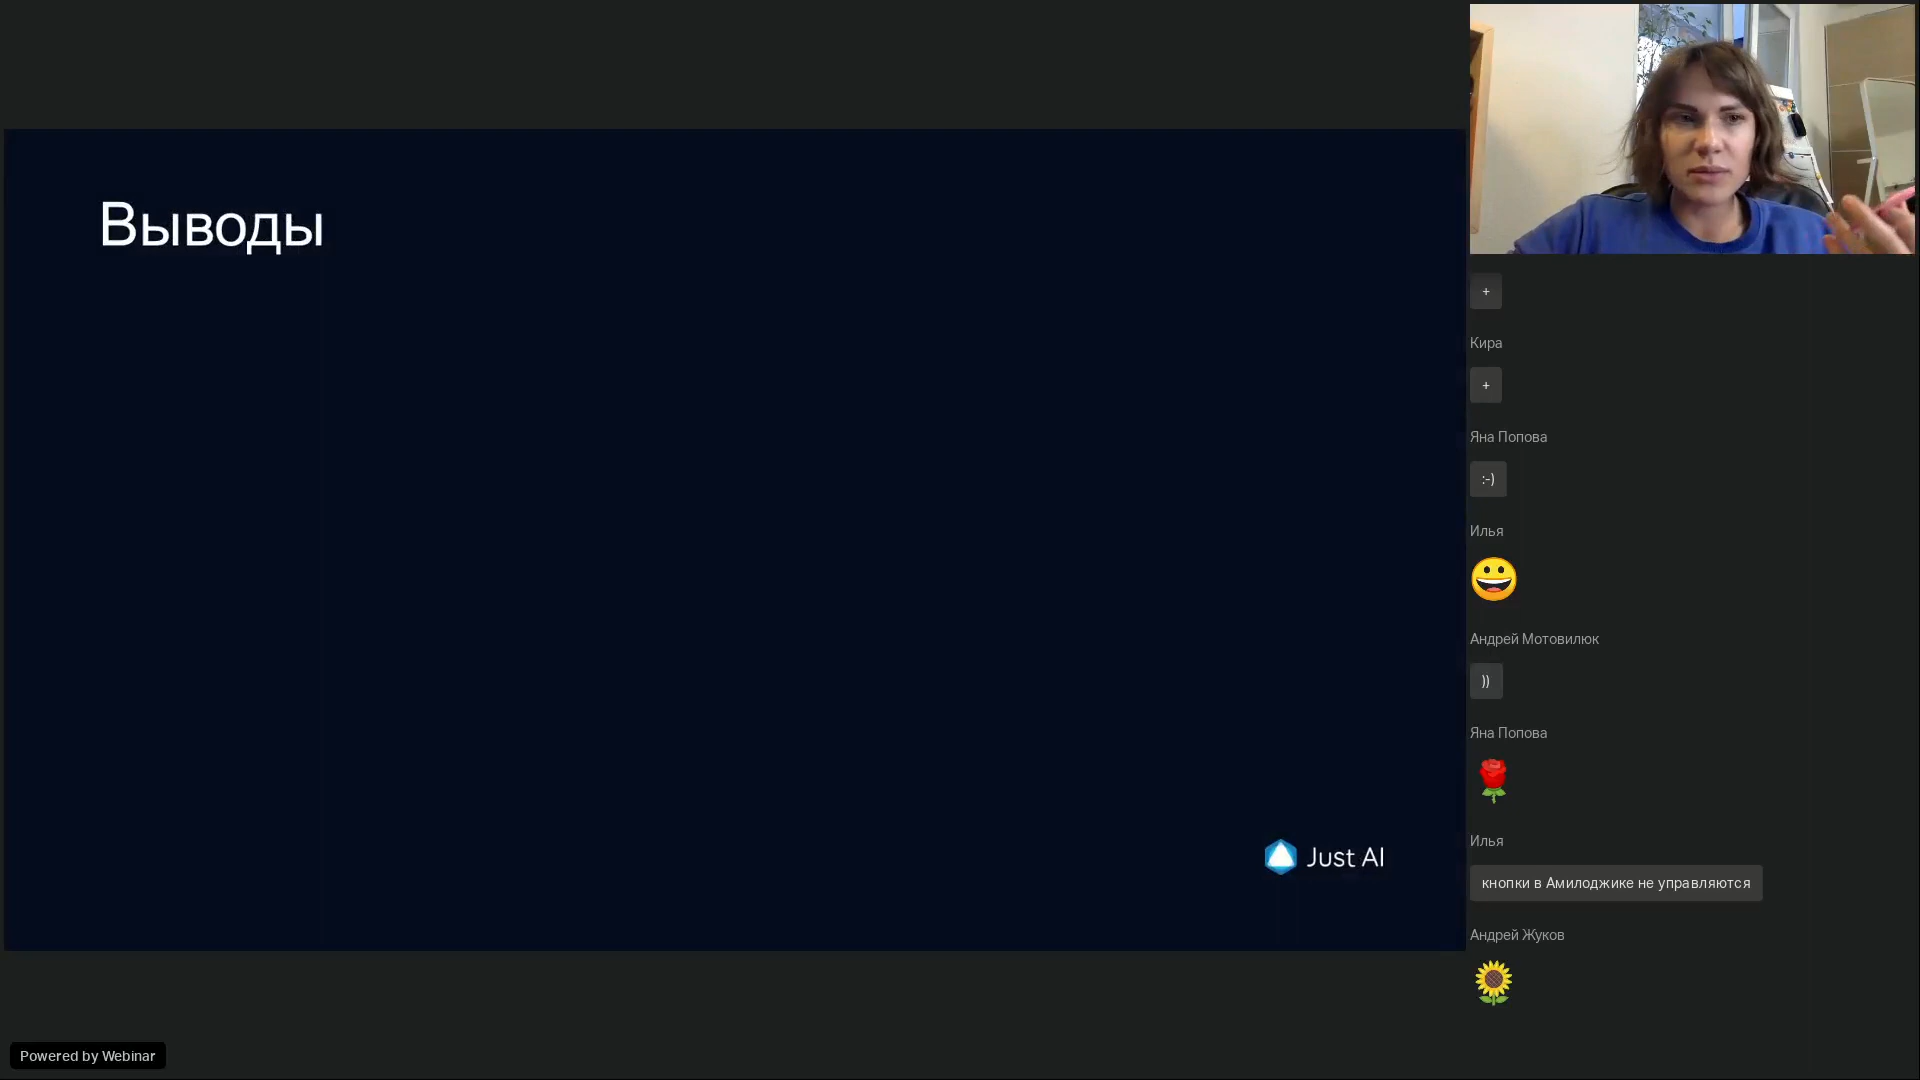 Выводы
Just AI
+
Кира
+
Яна Попова
:-)
Илья
Андрей Мотовилюк
))
Яна Попова
Илья
кнопки в Амилоджике не управляются
Андрей Жуков
Powered by Webinar